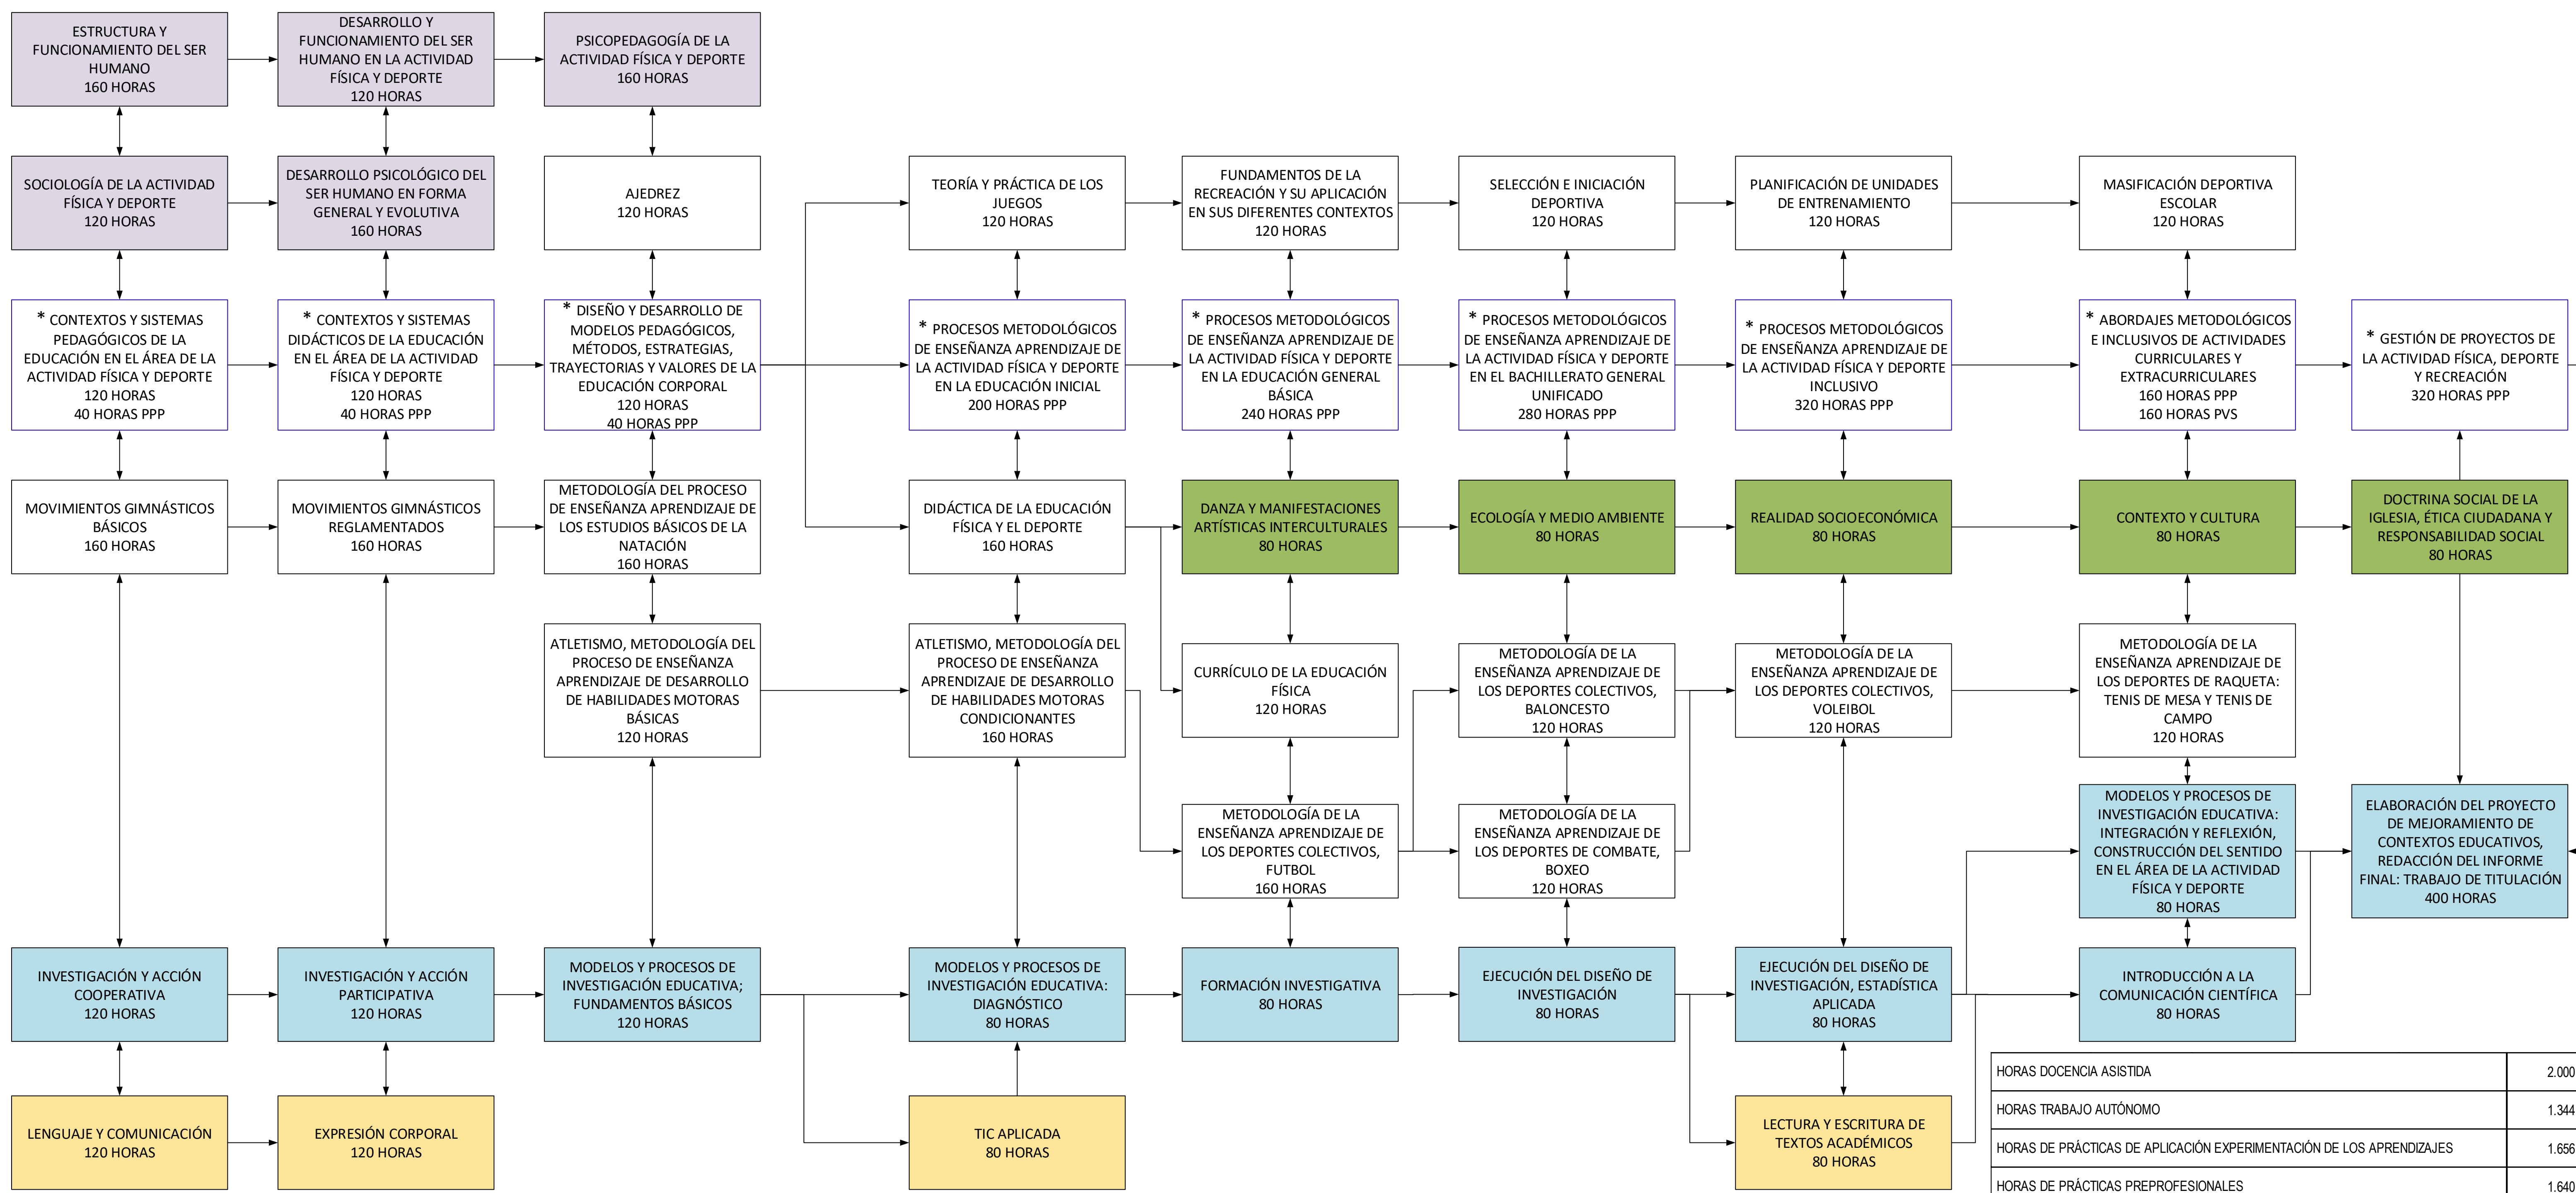 ESTRUCTURA Y
FUNCIONAMIENTO DEL SER
HUMANO
160 HORAS
DESARROLLO Y
FUNCIONAMIENTO DEL SER
HUMANO EN LA ACTIVIDAD
FÍSICA Y DEPORTE
120 HORAS
PSICOPEDAGOGÍA DE LA
ACTIVIDAD FÍSICA Y DEPORTE
160 HORAS
SOCIOLOGÍA DE LA ACTIVIDAD
FÍSICA Y DEPORTE
120 HORAS
DESARROLLO PSICOLÓGICO DEL
SER HUMANO EN FORMA
GENERAL Y EVOLUTIVA
160 HORAS
AJEDREZ
120 HORAS
TEORÍA Y PRÁCTICA DE LOS
JUEGOS
120 HORAS
FUNDAMENTOS DE LA
RECREACIÓN Y SU APLICACIÓN
EN SUS DIFERENTES CONTEXTOS
120 HORAS
SELECCIÓN E INICIACIÓN
DEPORTIVA
120 HORAS
PLANIFICACIÓN DE UNIDADES
DE ENTRENAMIENTO
120 HORAS
MASIFICACIÓN DEPORTIVA
ESCOLAR
120 HORAS
* CONTEXTOS Y SISTEMAS
PEDAGÓGICOS DE LA
EDUCACIÓN EN EL ÁREA DE LA
ACTIVIDAD FÍSICA Y DEPORTE
120 HORAS
40 HORAS PPP
* CONTEXTOS Y SISTEMAS
DIDÁCTICOS DE LA EDUCACIÓN
EN EL ÁREA DE LA ACTIVIDAD
FÍSICA Y DEPORTE
120 HORAS
40 HORAS PPP
* DISEÑO Y DESARROLLO DE
MODELOS PEDAGÓGICOS,
MÉTODOS, ESTRATEGIAS,
TRAYECTORIAS Y VALORES DE LA
EDUCACIÓN CORPORAL
120 HORAS
40 HORAS PPP
* PROCESOS METODOLÓGICOS
DE ENSEÑANZA APRENDIZAJE DE
LA ACTIVIDAD FÍSICA Y DEPORTE
EN LA EDUCACIÓN INICIAL
200 HORAS PPP
* PROCESOS METODOLÓGICOS
DE ENSEÑANZA APRENDIZAJE DE
LA ACTIVIDAD FÍSICA Y DEPORTE
EN LA EDUCACIÓN GENERAL
BÁSICA
240 HORAS PPP
* PROCESOS METODOLÓGICOS
DE ENSEÑANZA APRENDIZAJE DE
LA ACTIVIDAD FÍSICA Y DEPORTE
EN EL BACHILLERATO GENERAL
UNIFICADO
280 HORAS PPP
* PROCESOS METODOLÓGICOS
DE ENSEÑANZA APRENDIZAJE DE
LA ACTIVIDAD FÍSICA Y DEPORTE
INCLUSIVO
320 HORAS PPP
* ABORDAJES METODOLÓGICOS
E INCLUSIVOS DE ACTIVIDADES
CURRICULARES Y
EXTRACURRICULARES
160 HORAS PPP
160 HORAS PVS
* GESTIÓN DE PROYECTOS DE
LA ACTIVIDAD FÍSICA, DEPORTE
Y RECREACIÓN
320 HORAS PPP
MOVIMIENTOS GIMNÁSTICOS
BÁSICOS
160 HORAS
MOVIMIENTOS GIMNÁSTICOS
REGLAMENTADOS
160 HORAS
METODOLOGÍA DEL PROCESO
DE ENSEÑANZA APRENDIZAJE DE
LOS ESTUDIOS BÁSICOS DE LA
NATACIÓN
160 HORAS
DIDÁCTICA DE LA EDUCACIÓN
FÍSICA Y EL DEPORTE
160 HORAS
DANZA Y MANIFESTACIONES
ARTÍSTICAS INTERCULTURALES
80 HORAS
ECOLOGÍA Y MEDIO AMBIENTE
80 HORAS
REALIDAD SOCIOECONÓMICA
80 HORAS
CONTEXTO Y CULTURA
80 HORAS
DOCTRINA SOCIAL DE LA
IGLESIA, ÉTICA CIUDADANA Y
RESPONSABILIDAD SOCIAL
80 HORAS
ATLETISMO, METODOLOGÍA DEL
PROCESO DE ENSEÑANZA
APRENDIZAJE DE DESARROLLO
DE HABILIDADES MOTORAS
BÁSICAS
120 HORAS
ATLETISMO, METODOLOGÍA DEL
PROCESO DE ENSEÑANZA
APRENDIZAJE DE DESARROLLO
DE HABILIDADES MOTORAS
CONDICIONANTES
160 HORAS
CURRÍCULO DE LA EDUCACIÓN
FÍSICA
120 HORAS
METODOLOGÍA DE LA
ENSEÑANZA APRENDIZAJE DE
LOS DEPORTES COLECTIVOS,
BALONCESTO
120 HORAS
METODOLOGÍA DE LA
ENSEÑANZA APRENDIZAJE DE
LOS DEPORTES COLECTIVOS,
VOLEIBOL
120 HORAS
METODOLOGÍA DE LA
ENSEÑANZA APRENDIZAJE DE
LOS DEPORTES DE RAQUETA:
TENIS DE MESA Y TENIS DE
CAMPO
120 HORAS
METODOLOGÍA DE LA
ENSEÑANZA APRENDIZAJE DE
LOS DEPORTES COLECTIVOS,
FUTBOL
160 HORAS
METODOLOGÍA DE LA
ENSEÑANZA APRENDIZAJE DE
LOS DEPORTES DE COMBATE,
BOXEO
120 HORAS
MODELOS Y PROCESOS DE
INVESTIGACIÓN EDUCATIVA:
INTEGRACIÓN Y REFLEXIÓN,
CONSTRUCCIÓN DEL SENTIDO
EN EL ÁREA DE LA ACTIVIDAD
FÍSICA Y DEPORTE
80 HORAS
ELABORACIÓN DEL PROYECTO
DE MEJORAMIENTO DE
CONTEXTOS EDUCATIVOS,
REDACCIÓN DEL INFORME
FINAL: TRABAJO DE TITULACIÓN
400 HORAS
INVESTIGACIÓN Y ACCIÓN
COOPERATIVA
120 HORAS
INVESTIGACIÓN Y ACCIÓN
PARTICIPATIVA
120 HORAS
MODELOS Y PROCESOS DE
INVESTIGACIÓN EDUCATIVA;
FUNDAMENTOS BÁSICOS
120 HORAS
MODELOS Y PROCESOS DE
INVESTIGACIÓN EDUCATIVA:
DIAGNÓSTICO
80 HORAS
FORMACIÓN INVESTIGATIVA
80 HORAS
EJECUCIÓN DEL DISEÑO DE
INVESTIGACIÓN
80 HORAS
EJECUCIÓN DEL DISEÑO DE
INVESTIGACIÓN, ESTADÍSTICA
APLICADA
80 HORAS
INTRODUCCIÓN A LA
COMUNICACIÓN CIENTÍFICA
80 HORAS
LENGUAJE Y COMUNICACIÓN
120 HORAS
EXPRESIÓN CORPORAL
120 HORAS
TIC APLICADA
80 HORAS
LECTURA Y ESCRITURA DE
TEXTOS ACADÉMICOS
80 HORAS
HORAS DOCENCIA ASISTIDA 2.000
HORAS TRABAJO AUTÓNOMO 1.344
HORAS DE PRÁCTICAS DE APLICACIÓN EXPERIMENTACIÓN DE LOS APRENDIZAJES 1.656
HORAS DE PRÁCTICAS PREPROFESIONALES 1.640